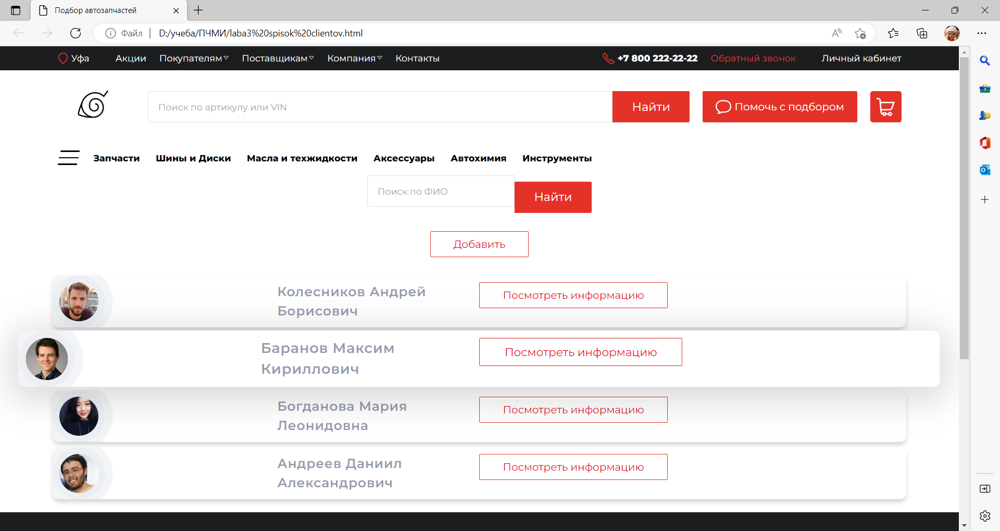 Подбор автозапчастей
Файл D:/учеба/ПЧМИ/laba3%20spisok%20clientov.html
Уфа Акции Покупателям Поставщикам Компания Контакты +7 800 222-22-22 Обратный звонок Личный кабинет
Поиск по артикулу или VIN Найти Помочь с подбором
Запчасти Шины и Диски Масла и техжидкости Аксессуары Автохимия Инструменты
Поиск по ФИО Найти
Добавить
Колесников Андрей
Борисович
Посмотреть информацию
Баранов Максим
Кириллович
Посмотреть информацию
Богданова Мария
Леонидовна
Посмотреть информацию
Андреев Даниил
Александрович
Посмотреть информацию